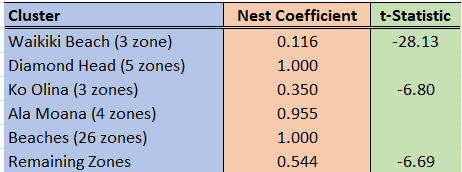 Cluster Nest Coefficient t-Statistic
Waikiki Beach (3 zone) 0.116 -28.13
Diamond Head (5 zones) 1.000
Ko Olina (3 zones) 0.350 -6.80
Ala Moana (4 zones) 0.955
Beaches (26 zones) 1.000
Remaining Zones 0.544 -6.69